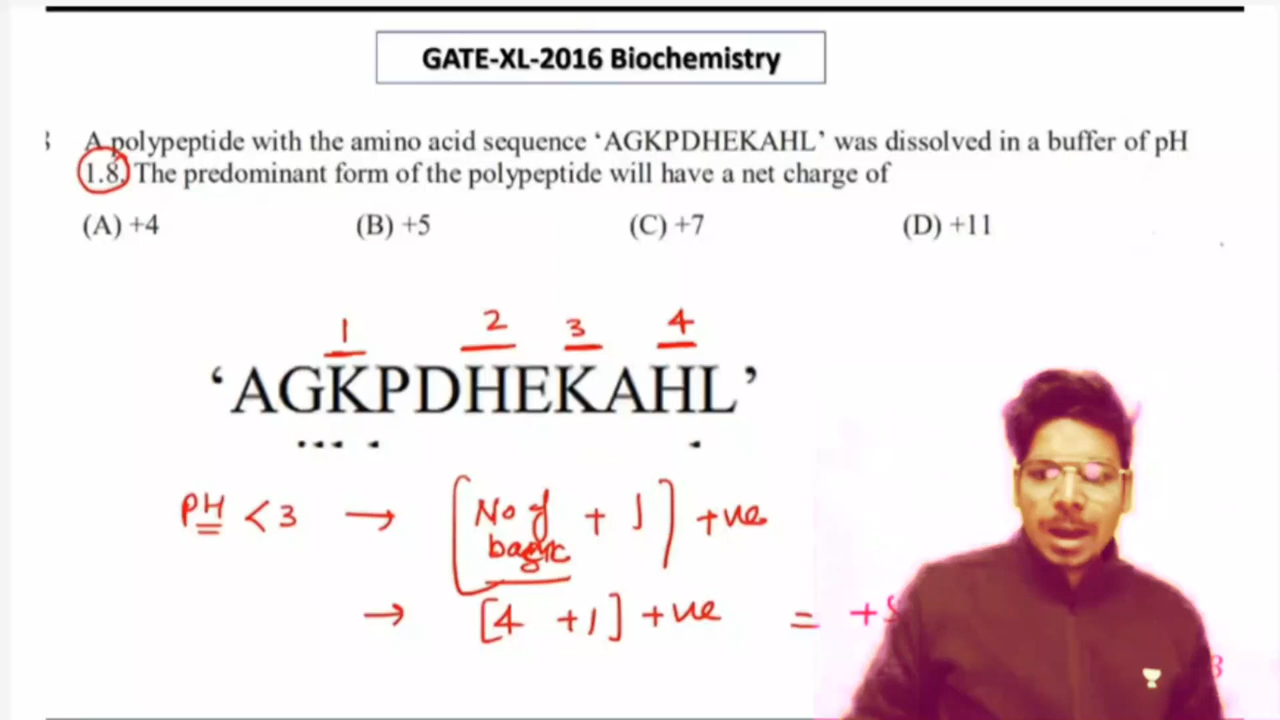 GATE-XL-2016 Biochemistry
A polypeptide with the amino acid sequence ‘AGKPDHEKAHL’ was dissolved in a buffer of pH
1.8. The predominant form of the polypeptide will have a net charge of
(A) +4 (B) +5 (C) +7 (D) +11
1 2 3 4
‘AGKPDHEKAHL’
PH < 3 → [No of basic + 1] +ve
→ [4 +1] +ve = +